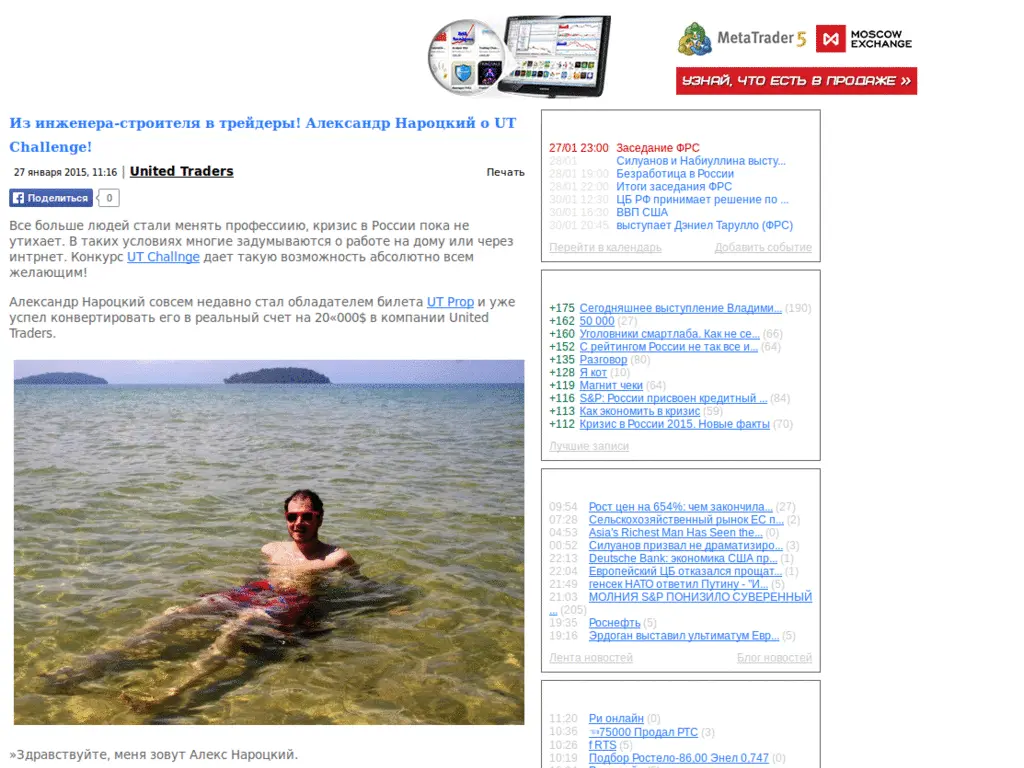 MetaTrader 5
MOSCOW
EXCHANGE
УЗНАЙ, ЧТО ЕСТЬ В ПРОДАЖЕ »
Из инженера-строителя в трейдеры! Александр Нароцкий о UT
Challenge!
27 января 2015, 11:16 | United Traders
Печать
Поделиться 0
Все больше людей стали менять профессиию, кризис в России пока не
утихает. В таких условиях многие задумываются о работе на дому или через
интрнет. Конкурс UT Challnge дает такую возможность абсолютно всем
желающим!
Александр Нароцкий совсем недавно стал обладателем билета UT Prop и уже
успел конвертировать его в реальный счет на 20«000$ в компании United
Traders.
»Здравствуйте, меня зовут Алекс Нароцкий.
27/01 23:00 Заседание ФРС
28/01 Силуанов и Набиуллина высту...
28/01 19:00 Безработица в России
28/01 22:00 Итоги заседания ФРС
30/01 12:30 ЦБ РФ принимает решение по ...
30/01 16:30 ВВП США
30/01 20:45 выступает Дэниел Тарулло (ФРС)
Перейти в календарь Добавить событие
+175 Сегодняшнее выступление Владими... (190)
+162 50 000 (27)
+160 Уголовники смартлаба. Как не се... (66)
+152 С рейтингом России не так все и... (64)
+135 Разговор (80)
+128 Я кот (10)
+119 Магнит чеки (64)
+116 S&P: России присвоен кредитный ... (84)
+113 Как экономить в кризис (59)
+112 Кризис в России 2015. Новые факты (70)
Лучшие записи
09:54 Рост цен на 654%: чем закончила... (27)
07:28 Сельскохозяйственный рынок ЕС п... (2)
04:53 Asia's Richest Man Has Seen the... (0)
00:52 Силуанов призвал не драматизиро... (3)
22:13 Deutsche Bank: экономика США пр... (1)
22:04 Европейский ЦБ отказался прощат... (1)
21:49 генсек НАТО ответил Путину - "И... (5)
21:03 МОЛНИЯ S&P ПОНИЗИЛО СУВЕРЕННЫЙ
... (205)
19:35 Роснефть (5)
19:16 Эрдоган выставил ультиматум Евр... (5)
Лента новостей Блог новостей
11:20 Ри онлайн (0)
10:36 ☜75000 Продал РТС (3)
10:26 f RTS (5)
10:19 Подбор Ростело-86,00 Энел 0,747 (0)